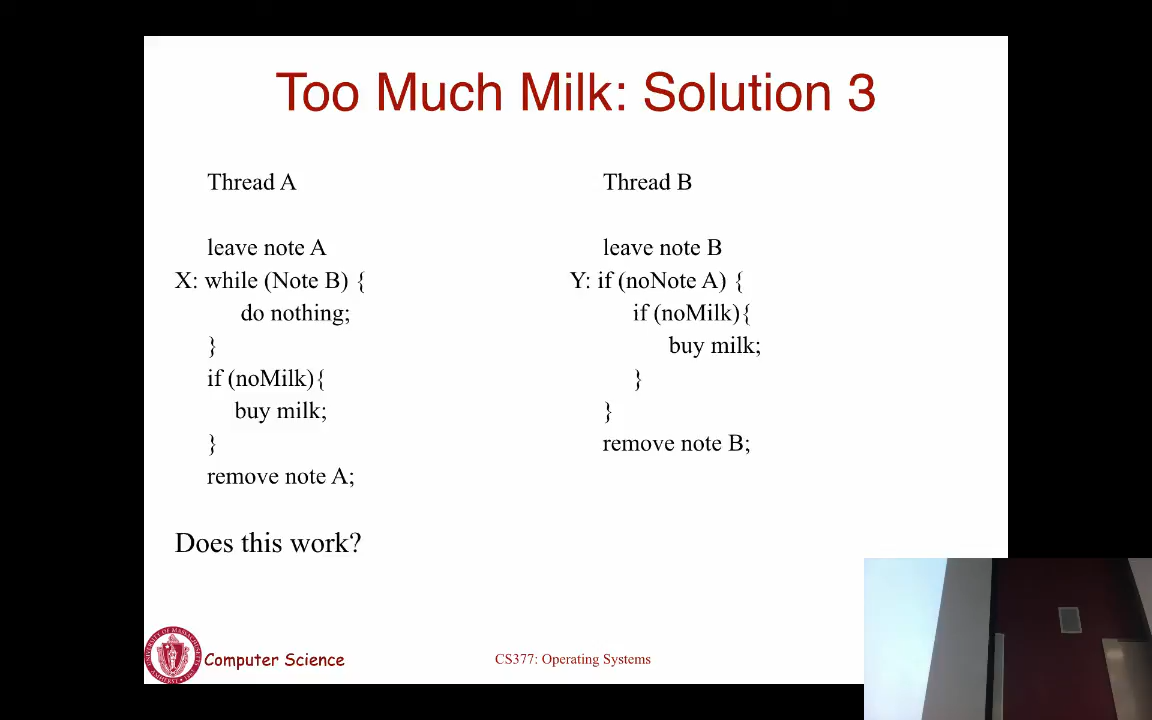 Too Much Milk: Solution 3
Thread A
leave note A
X: while (Note B) {
do nothing;
}
if (noMilk){
buy milk;
}
remove note A;
Thread B
leave note B
Y: if (noNote A) {
if (noMilk){
buy milk;
}
}
remove note B;
Does this work?
Computer Science
CS377: Operating Systems